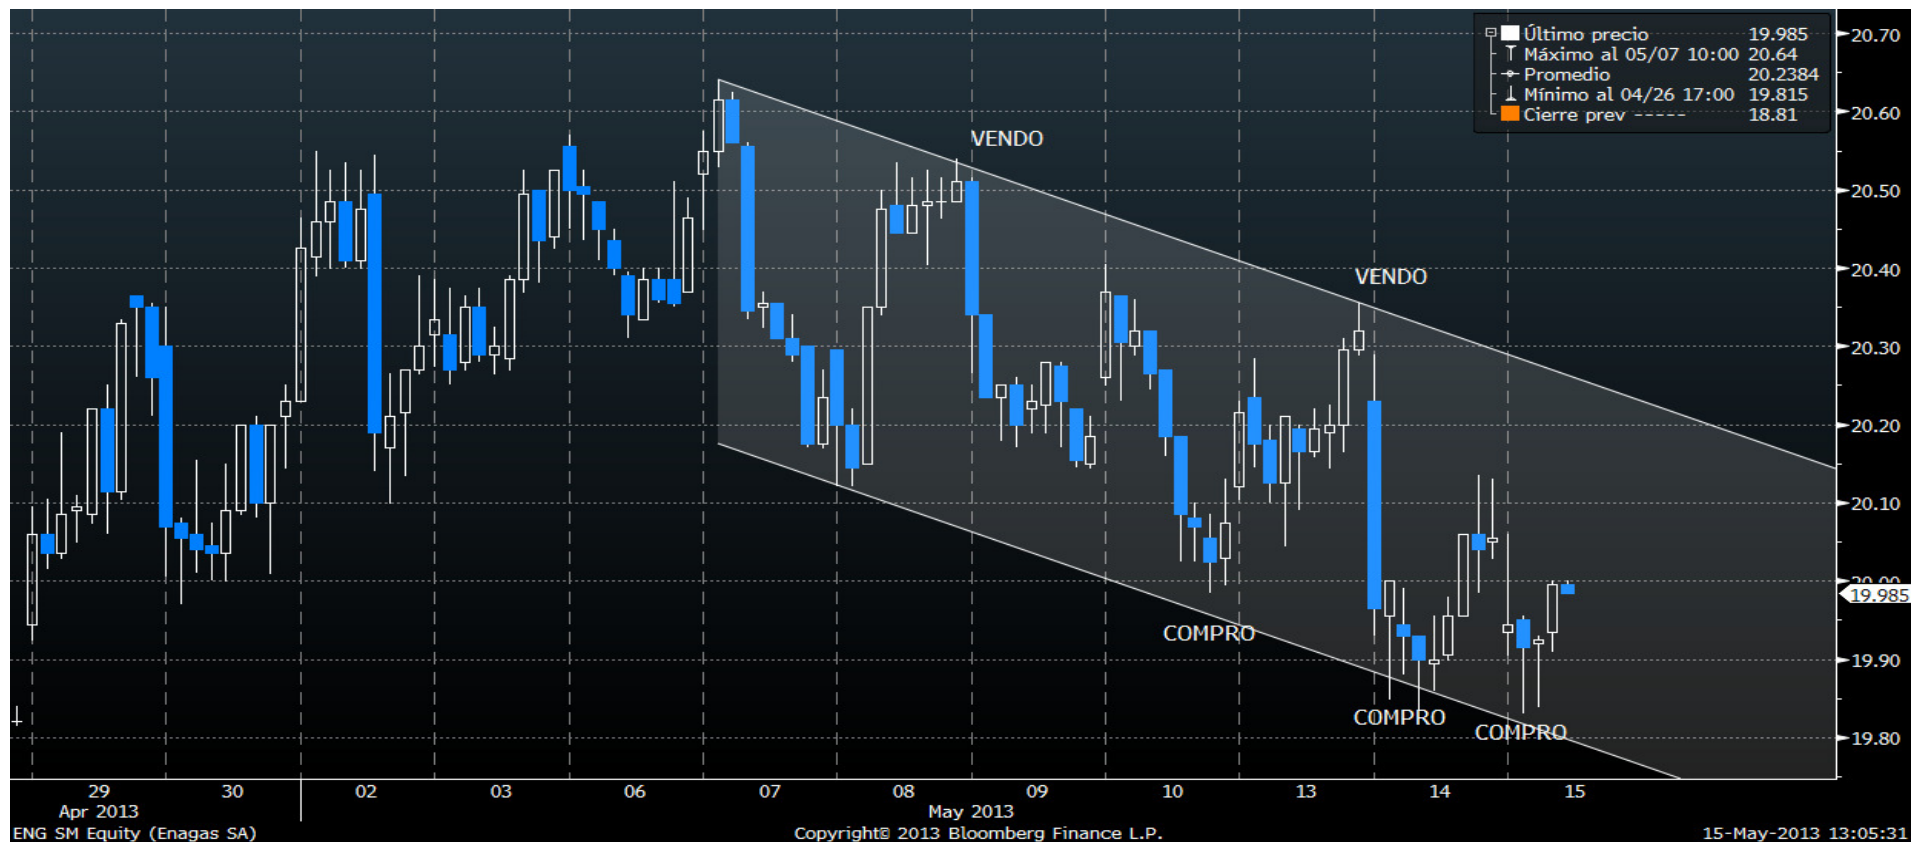 Último precio 19.985
Máximo al 05/07 10:00 20.64
Promedio 20.2384
Mínimo al 04/26 17:00 19.815
Cierre prev ----- 18.81
20.70
20.60
VENDO
20.50
20.40
VENDO
20.30
20.20
20.10
20.00
19.985
COMPRO
19.90
COMPRO
COMPRO
19.80
29 30 02 03 06 07 08 09 10 13 14 15
Apr 2013 May 2013
ENG SM Equity (Enagas SA) Copyright© 2013 Bloomberg Finance L.P. 15-May-2013 13:05:31